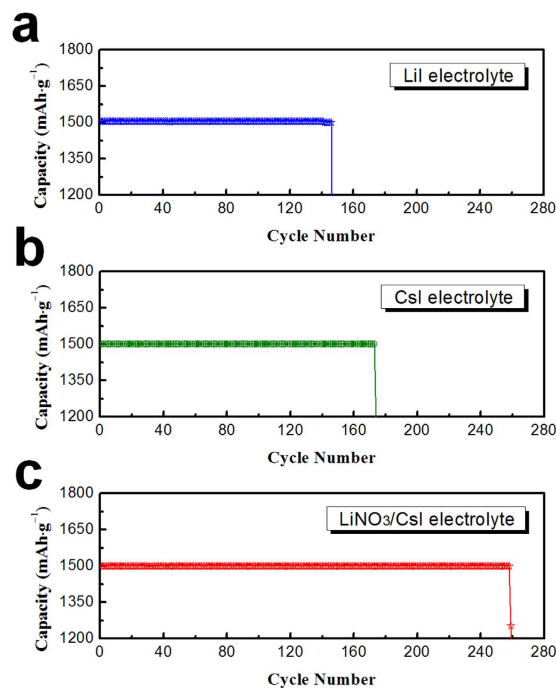 a
1800
1650
1500
1350
1200
Capacity (mAh·g⁻¹)
LiI electrolyte
0 40 80 120 160 200 240 280
Cycle Number
b
1800
1650
1500
1350
1200
Capacity (mAh·g⁻¹)
CsI electrolyte
0 40 80 120 160 200 240 280
Cycle Number
c
1800
1650
1500
1350
1200
Capacity (mAh·g⁻¹)
LiNO₃/CsI electrolyte
0 40 80 120 160 200 240 280
Cycle Number